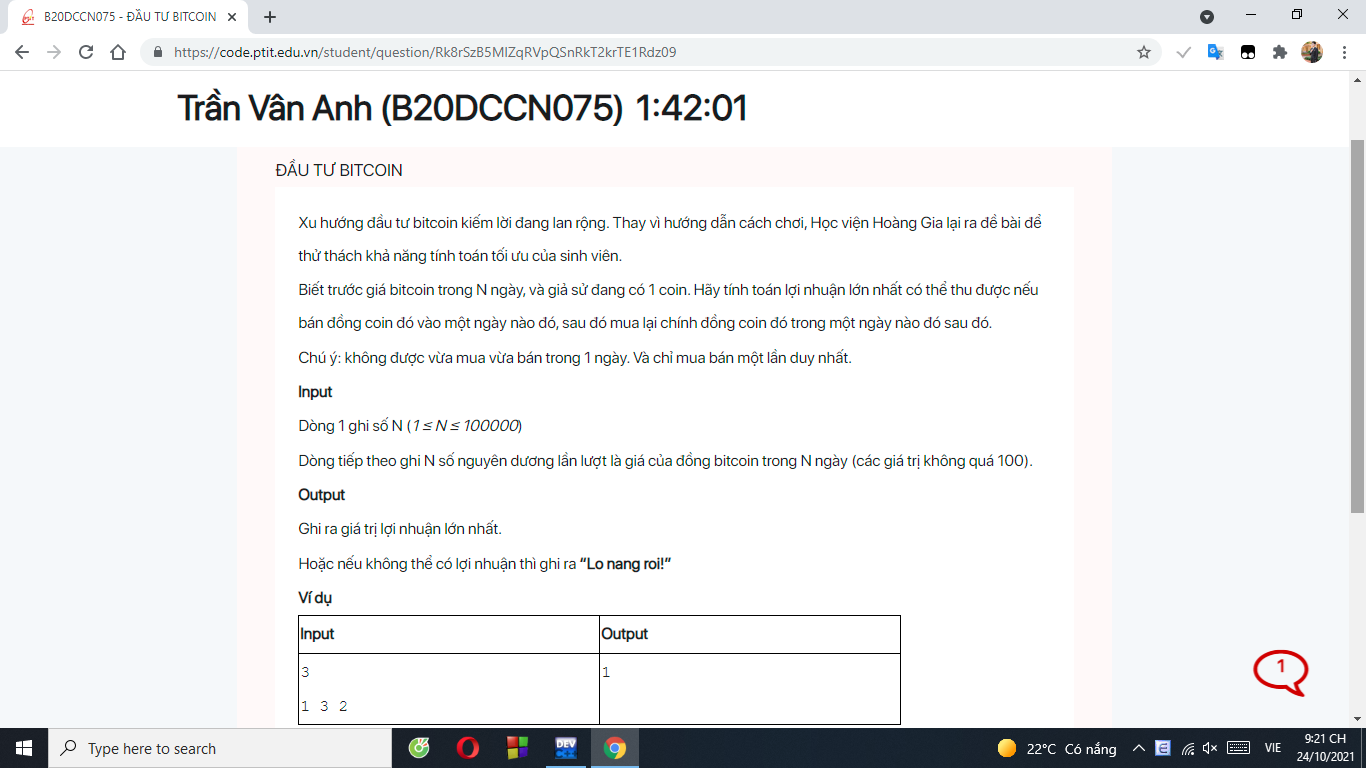 B20DCCN075 - ĐẦU TƯ BITCOIN
https://code.ptit.edu.vn/student/question/Rk8rSzB5MlZqRVpQSnRkT2krTE1Rdz09
Trần Vân Anh (B20DCCN075) 1:42:01
ĐẦU TƯ BITCOIN
Xu hướng đầu tư bitcoin kiếm lời đang lan rộng. Thay vì hướng dẫn cách chơi, Học viện Hoàng Gia lại ra đề bài để
thử thách khả năng tính toán tối ưu của sinh viên.
Biết trước giá bitcoin trong N ngày, và giả sử đang có 1 coin. Hãy tính toán lợi nhuận lớn nhất có thể thu được nếu
bán đồng coin đó vào một ngày nào đó, sau đó mua lại chính đồng coin đó trong một ngày nào đó sau đó.
Chú ý: không được vừa mua vừa bán trong 1 ngày. Và chỉ mua bán một lần duy nhất.
Input
Dòng 1 ghi số N (1 ≤ N ≤ 100000)
Dòng tiếp theo ghi N số nguyên dương lần lượt là giá của đồng bitcoin trong N ngày (các giá trị không quá 100).
Output
Ghi ra giá trị lợi nhuận lớn nhất.
Hoặc nếu không thể có lợi nhuận thì ghi ra “Lo nang roi!”
Ví dụ
Input Output
3 1
1 3 2
1
Type here to search
DEV
22°C Có nắng
VIE
9:21 CH
24/10/2021